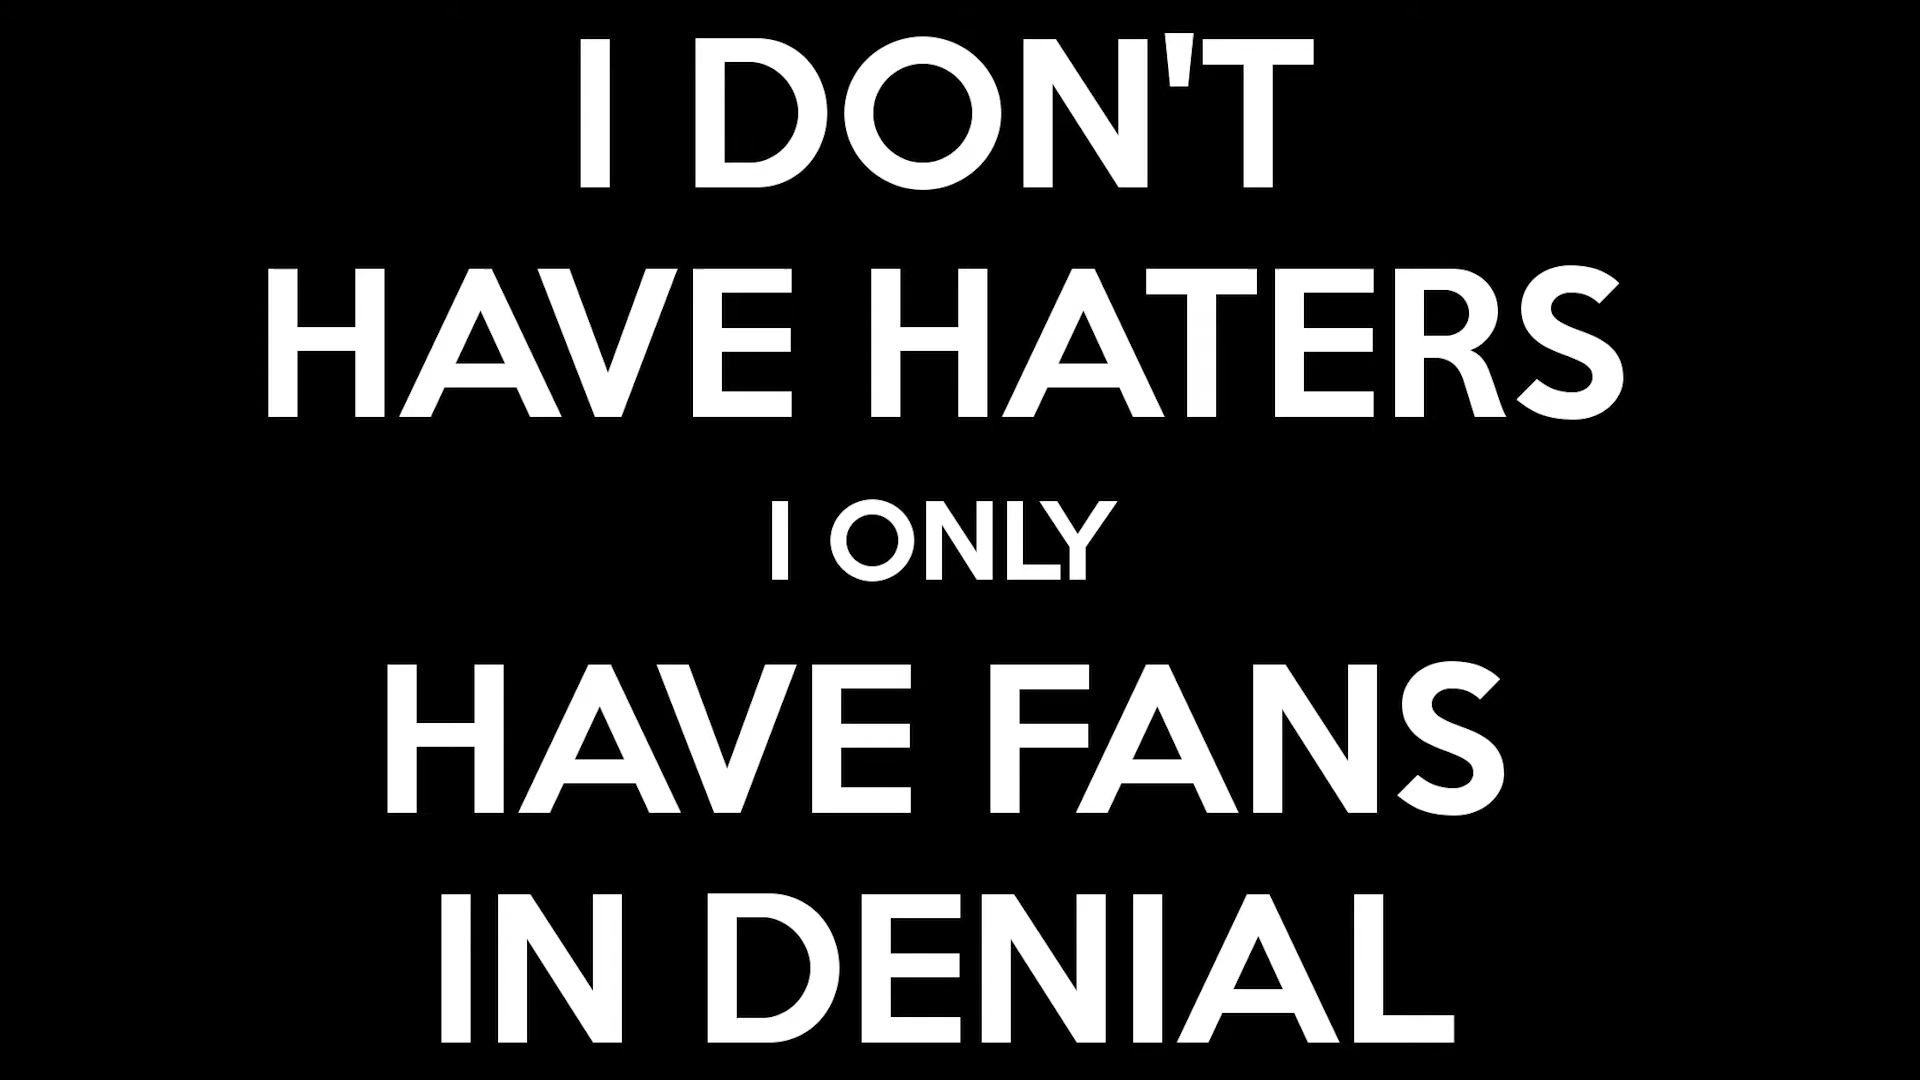 I DON'T
HAVE HATERS
I ONLY
HAVE FANS
IN DENIAL